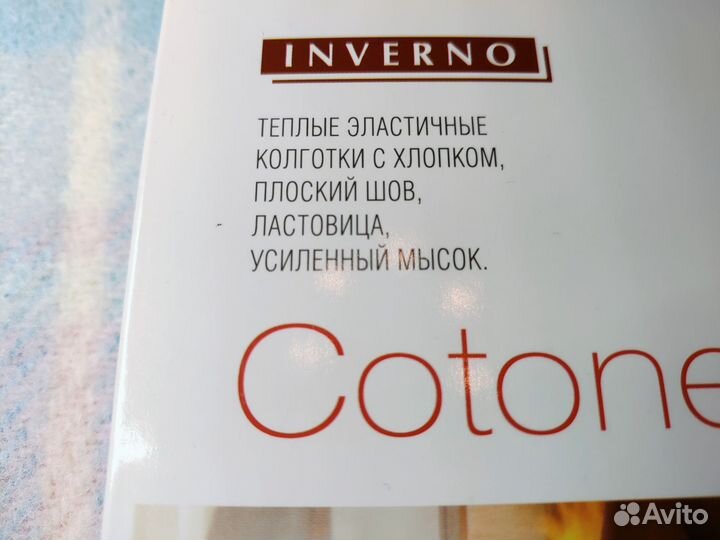 INVERNO
ТЕПЛЫЕ ЭЛАСТИЧНЫЕ
КОЛГОТКИ С ХЛОПКОМ,
ПЛОСКИЙ ШОВ,
ЛАСТОВИЦА,
УСИЛЕННЫЙ МЫСОК.
Cotone
Avito